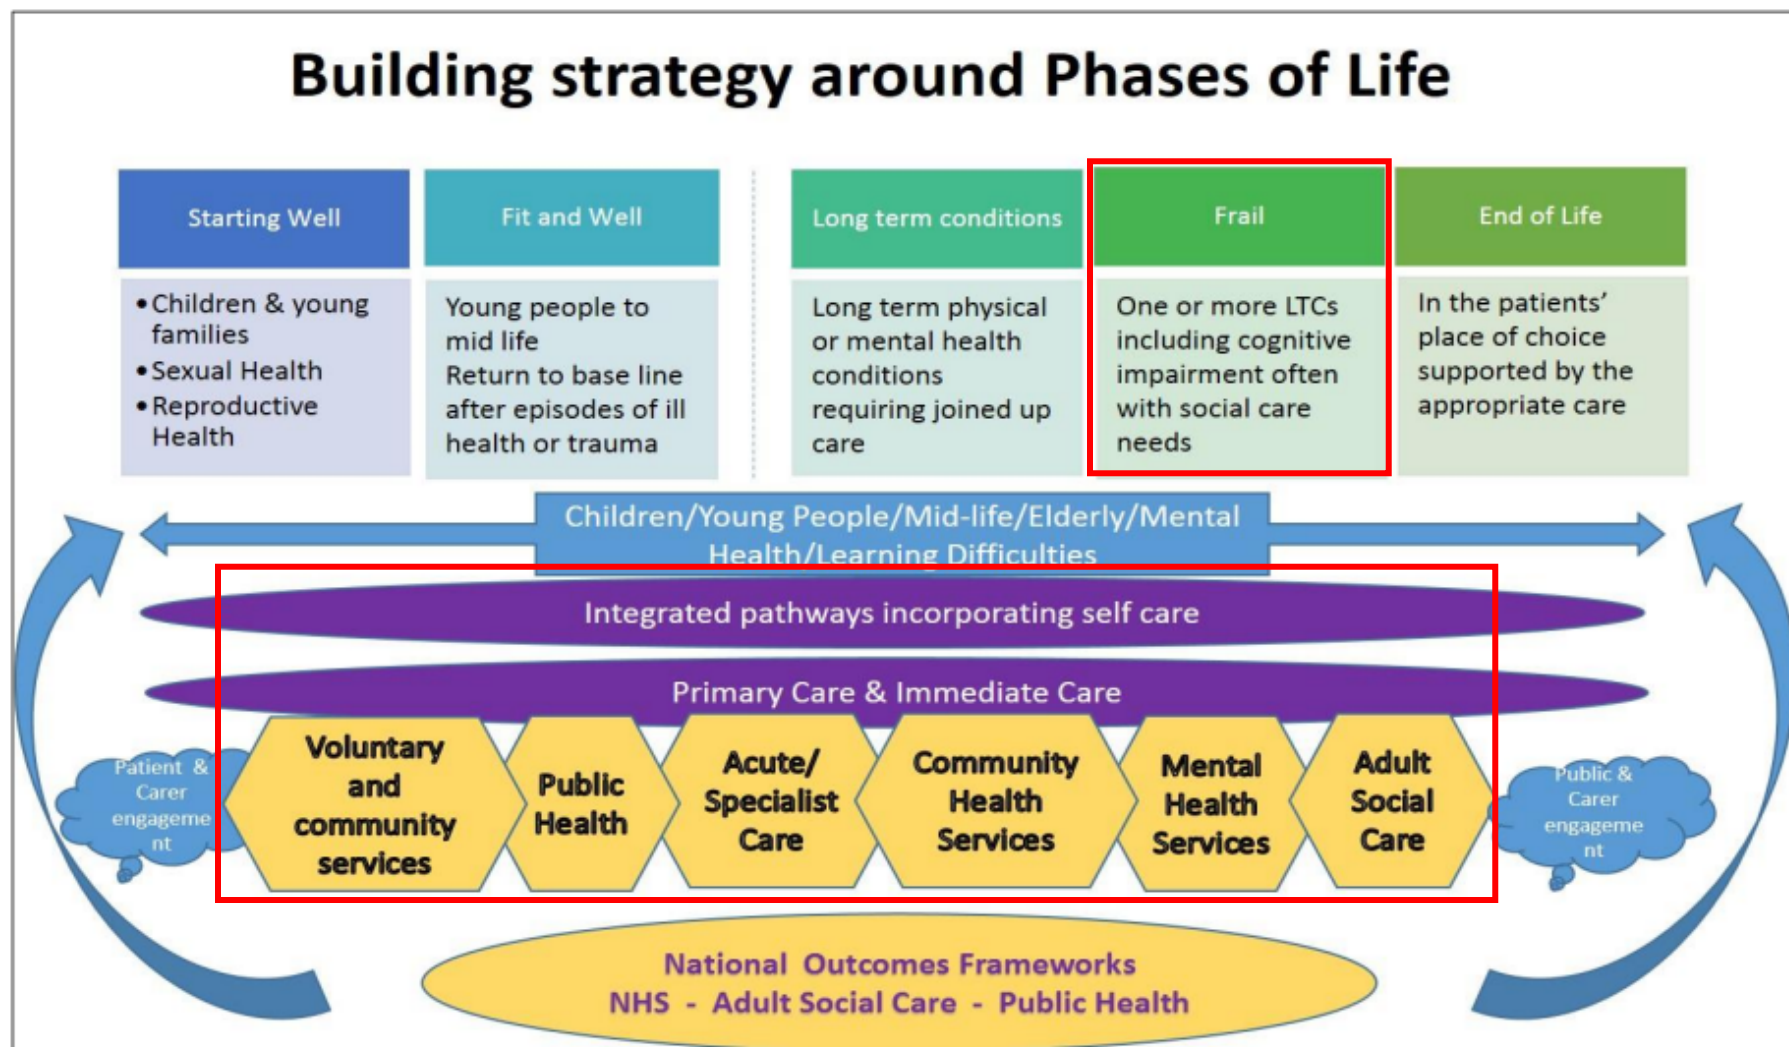 Building strategy around Phases of Life
Starting Well
Fit and Well
Long term conditions
Frail
End of Life
•Children & young
families
•Sexual Health
•Reproductive
Health
Young people to
mid life
Return to base line
after episodes of ill
health or trauma
Long term physical
or mental health
conditions
requiring joined up
care
One or more LTCs
including cognitive
impairment often
with social care
needs
In the patients’
place of choice
supported by the
appropriate care
Children/Young People/Mid-life/Elderly/Mental
Health/Learning Difficulties
Integrated pathways incorporating self care
Primary Care & Immediate Care
Patient &
Carer
engageme
nt
Voluntary
and
community
services
Public
Health
Acute/
Specialist
Care
Community
Health
Services
Mental
Health
Services
Adult
Social
Care
Public &
Carer
engageme
nt
National Outcomes Frameworks
NHS - Adult Social Care - Public Health